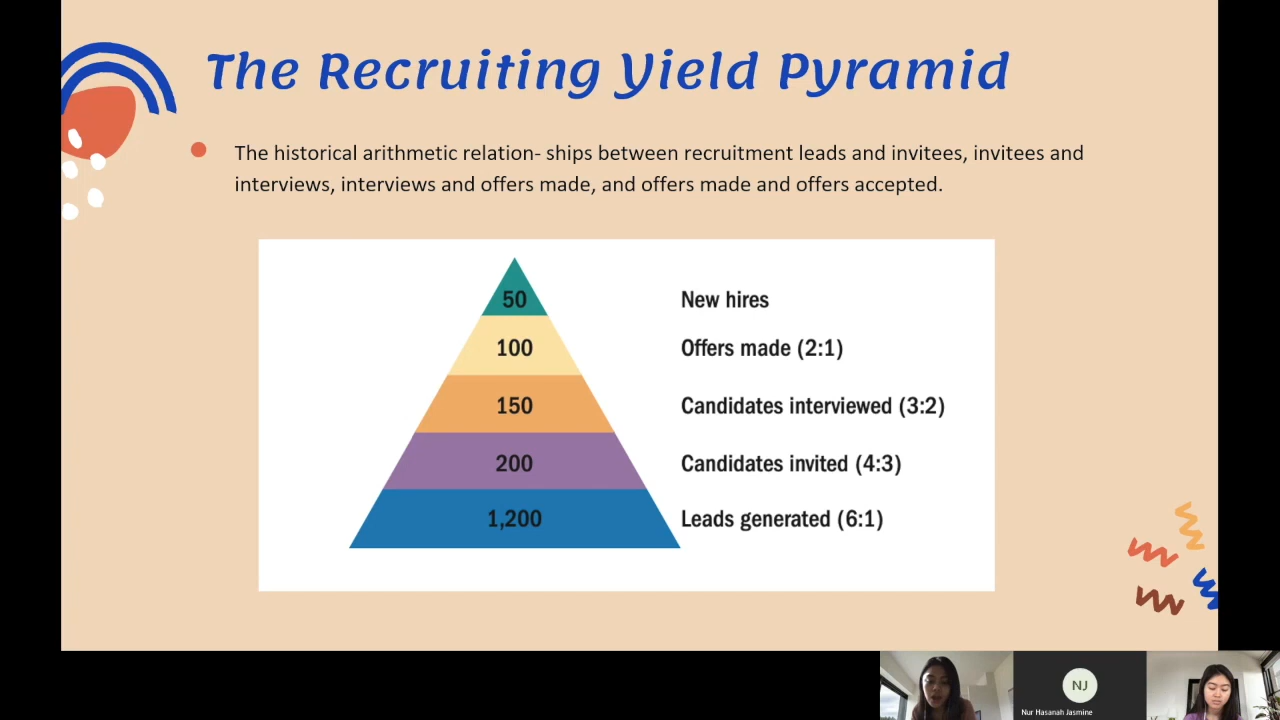 The Recruiting Yield Pyramid
The historical arithmetic relation- ships between recruitment leads and invitees, invitees and
interviews, interviews and offers made, and offers made and offers accepted.
50 New hires
100 Offers made (2:1)
150 Candidates interviewed (3:2)
200 Candidates invited (4:3)
1,200 Leads generated (6:1)
NJ
Nur Hasanah Jasmine